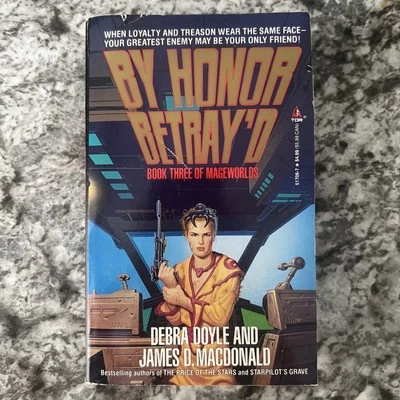 WHEN LOYALTY AND TREASON WEAR THE SAME FACE—
YOUR GREATEST ENEMY MAY BE YOUR ONLY FRIEND!
BY HONOR
BETRAY'D
BOOK THREE OF MAGEWORLDS
TOR
DEBRA DOYLE AND
JAMES D. MACDONALD
Bestselling authors of THE PRICE OF THE STARS and STARPILOT'S GRAVE